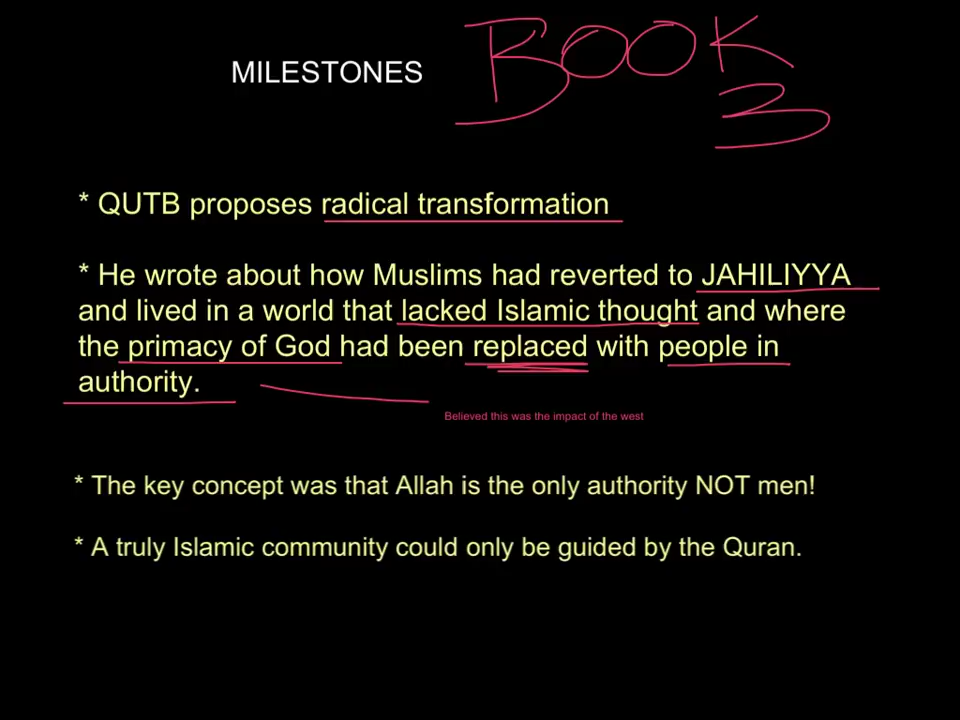 MILESTONES
BOOK
3
* QUTB proposes radical transformation
* He wrote about how Muslims had reverted to JAHILIYYA
and lived in a world that lacked Islamic thought and where
the primacy of God had been replaced with people in
authority.
Believed this was the impact of the west
* The key concept was that Allah is the only authority NOT men!
* A truly Islamic community could only be guided by the Quran.